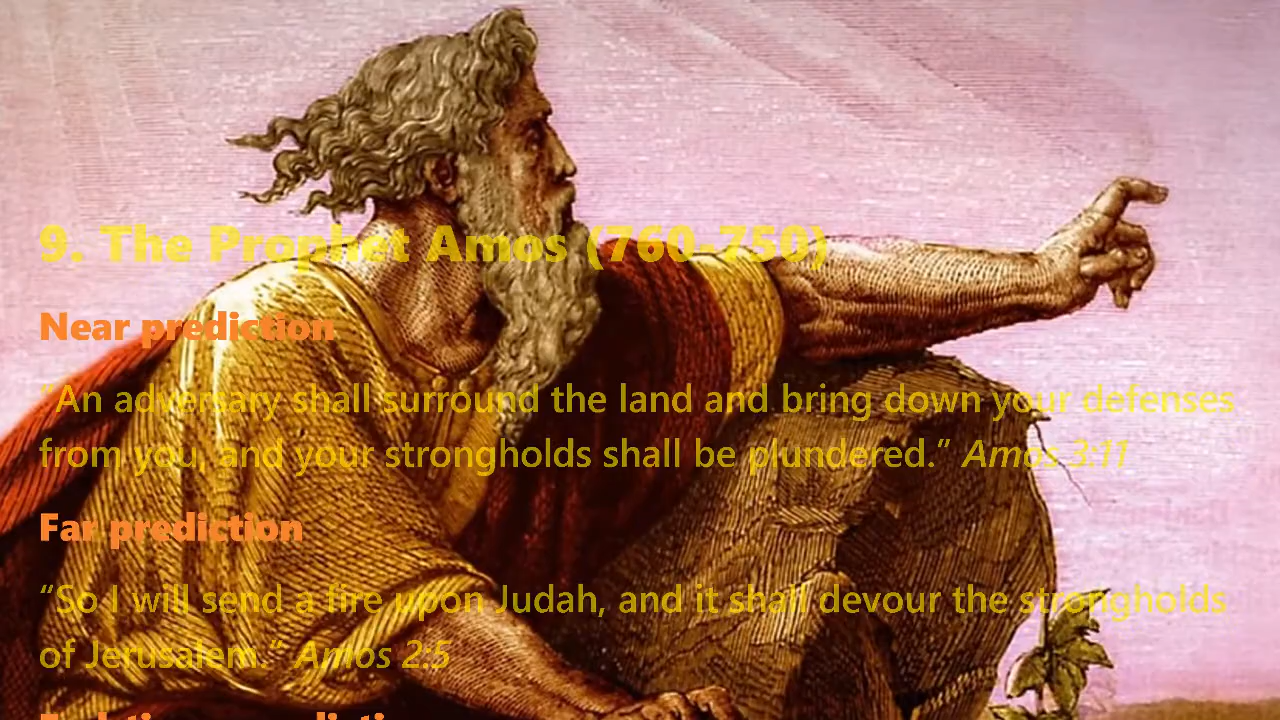 9. The Prophet Amos (760-750)
Near prediction
“An adversary shall surround the land and bring down your defenses
from you, and your strongholds shall be plundered.” Amos 3:11
Far prediction
“So I will send a fire upon Judah, and it shall devour the strongholds
of Jerusalem.” Amos 2:5